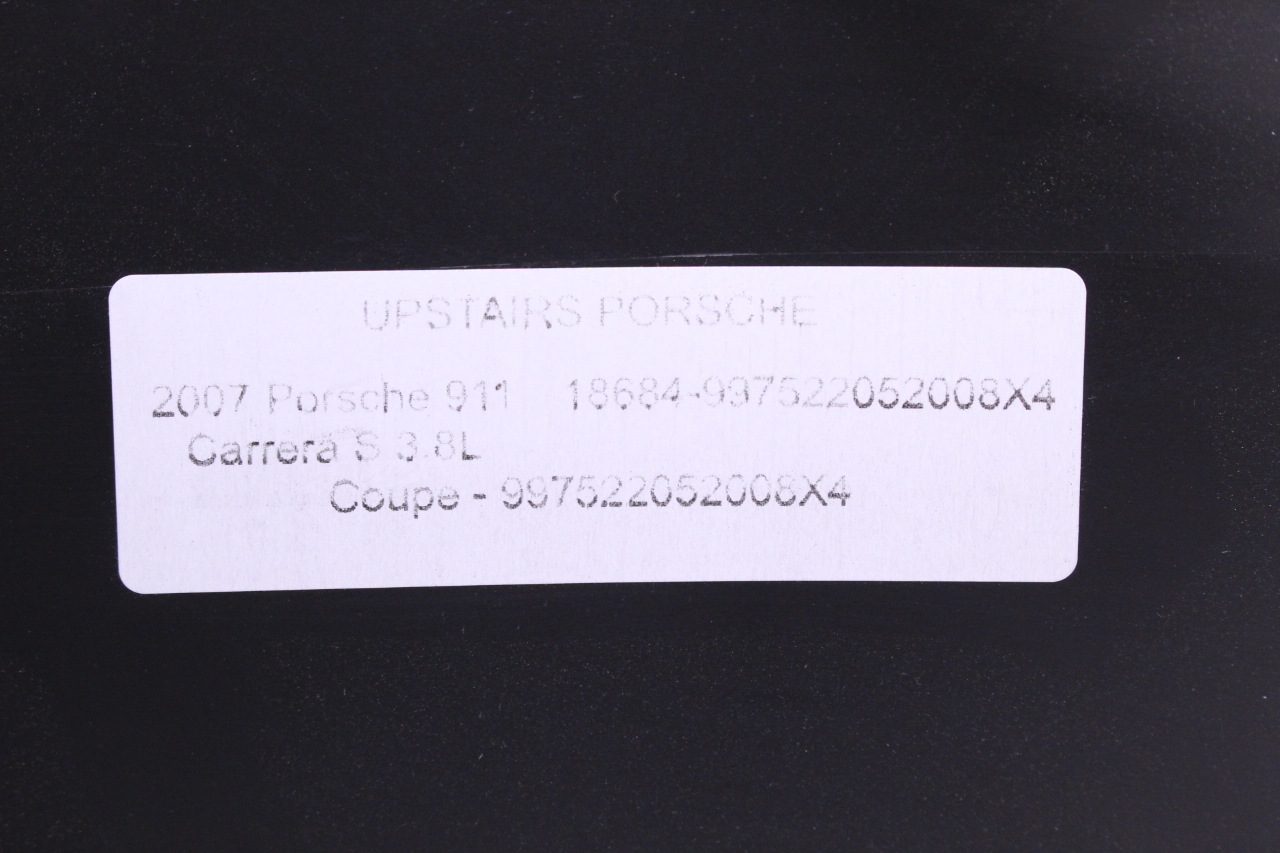 UPSTAIRS PORSCHE
2007 Porsche 911 18684-997522052008X4
Carrera S 3.8L
Coupe - 997522052008X4